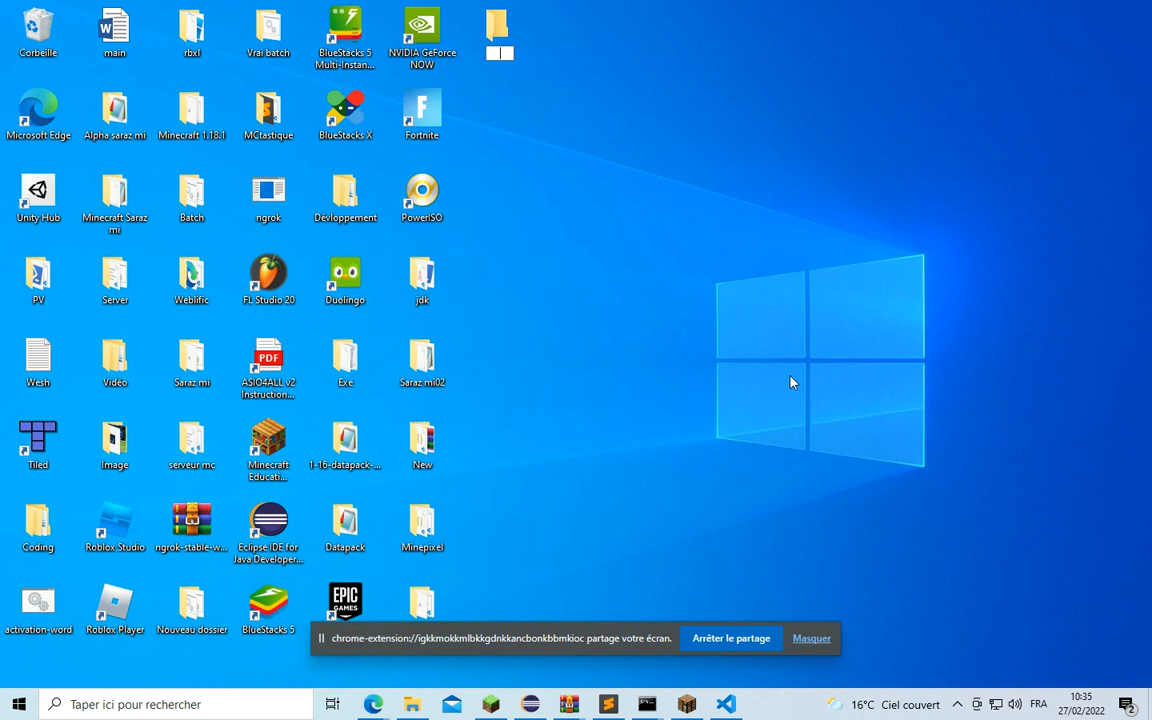 Corbeille
main
rbxl
Vrai batch
BlueStacks 5
Multi-Instan...
NVIDIA GeForce
NOW
Microsoft Edge
Alpha saraz mi
Minecraft 1.18.1
MCtastique
BlueStacks X
Fortnite
Unity Hub
Minecraft Saraz
mi
Batch
ngrok
Dévloppement
PowerISO
PV
Server
Weblific
FL Studio 20
Duolingo
jdk
Wesh
Vidéo
Saraz mi
PDF
ASIO4ALL v2
Instruction...
Exe
Saraz mi02
Tiled
Image
serveur mc
Minecraft
Educati...
1-16-datapack-...
New
Coding
Roblox Studio
ngrok-stable-w...
Eclipse IDE for
Java Developer...
Datapack
Minepixel
activation-word
Roblox Player
Nouveau dossier
BlueStacks 5
EPIC
GAMES
chrome-extension://igkkmokkmlbkkgdnkkancbonkbbmkioc partage votre écran.
Arrêter le partage
Masquer
Taper ici pour rechercher
16°C Ciel couvert
FRA
10:35
27/02/2022
2